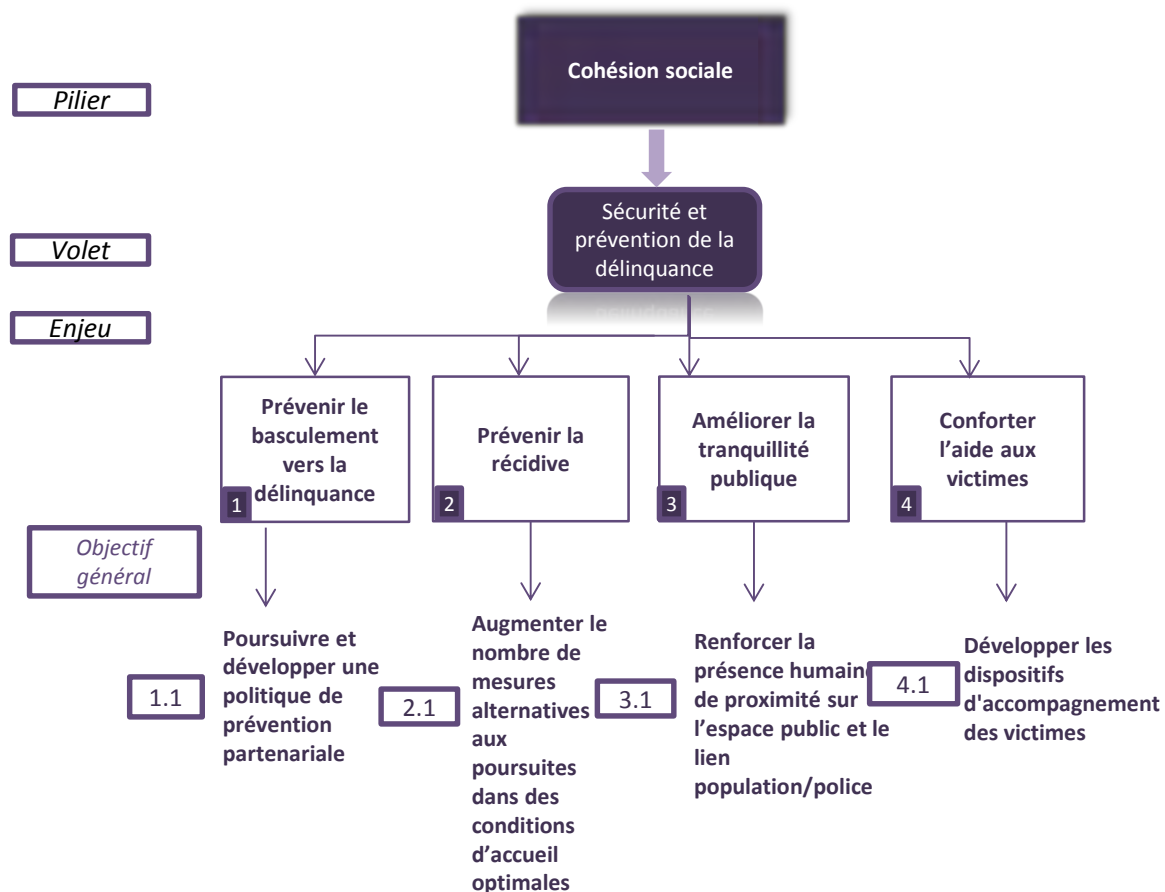 Cohésion sociale
Pilier
Sécurité et
prévention de la
délinquance
Volet
Enjeu
Prévenir le
basculement
vers la
délinquance
1
Prévenir la
récidive
2
Améliorer la
tranquillité
publique
3
Conforter
l’aide aux
victimes
4
Objectif
général
1.1
Poursuivre et
développer une
politique de
prévention
partenariale
2.1
Augmenter le
nombre de
mesures
alternatives
aux
poursuites
dans des
conditions
d’accueil
optimales
3.1
Renforcer la
présence humaine
de proximité sur
l’espace public et le
lien
population/police
4.1
Développer les
dispositifs
d'accompagnement
des victimes